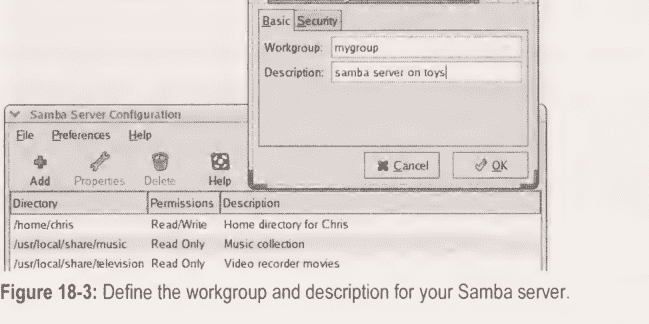 Basic Security
Workgroup: mygroup
Description: samba server on toys
Cancel OK
Samba Server Configuration
File Preferences Help
Add Properties Delete Help
Directory Permissions Description
/home/chris Read/Write Home directory for Chris
/usr/local/share/music Read Only Music collection
/usr/local/share/television Read Only Video recorder movies
Figure 18-3: Define the workgroup and description for your Samba server.